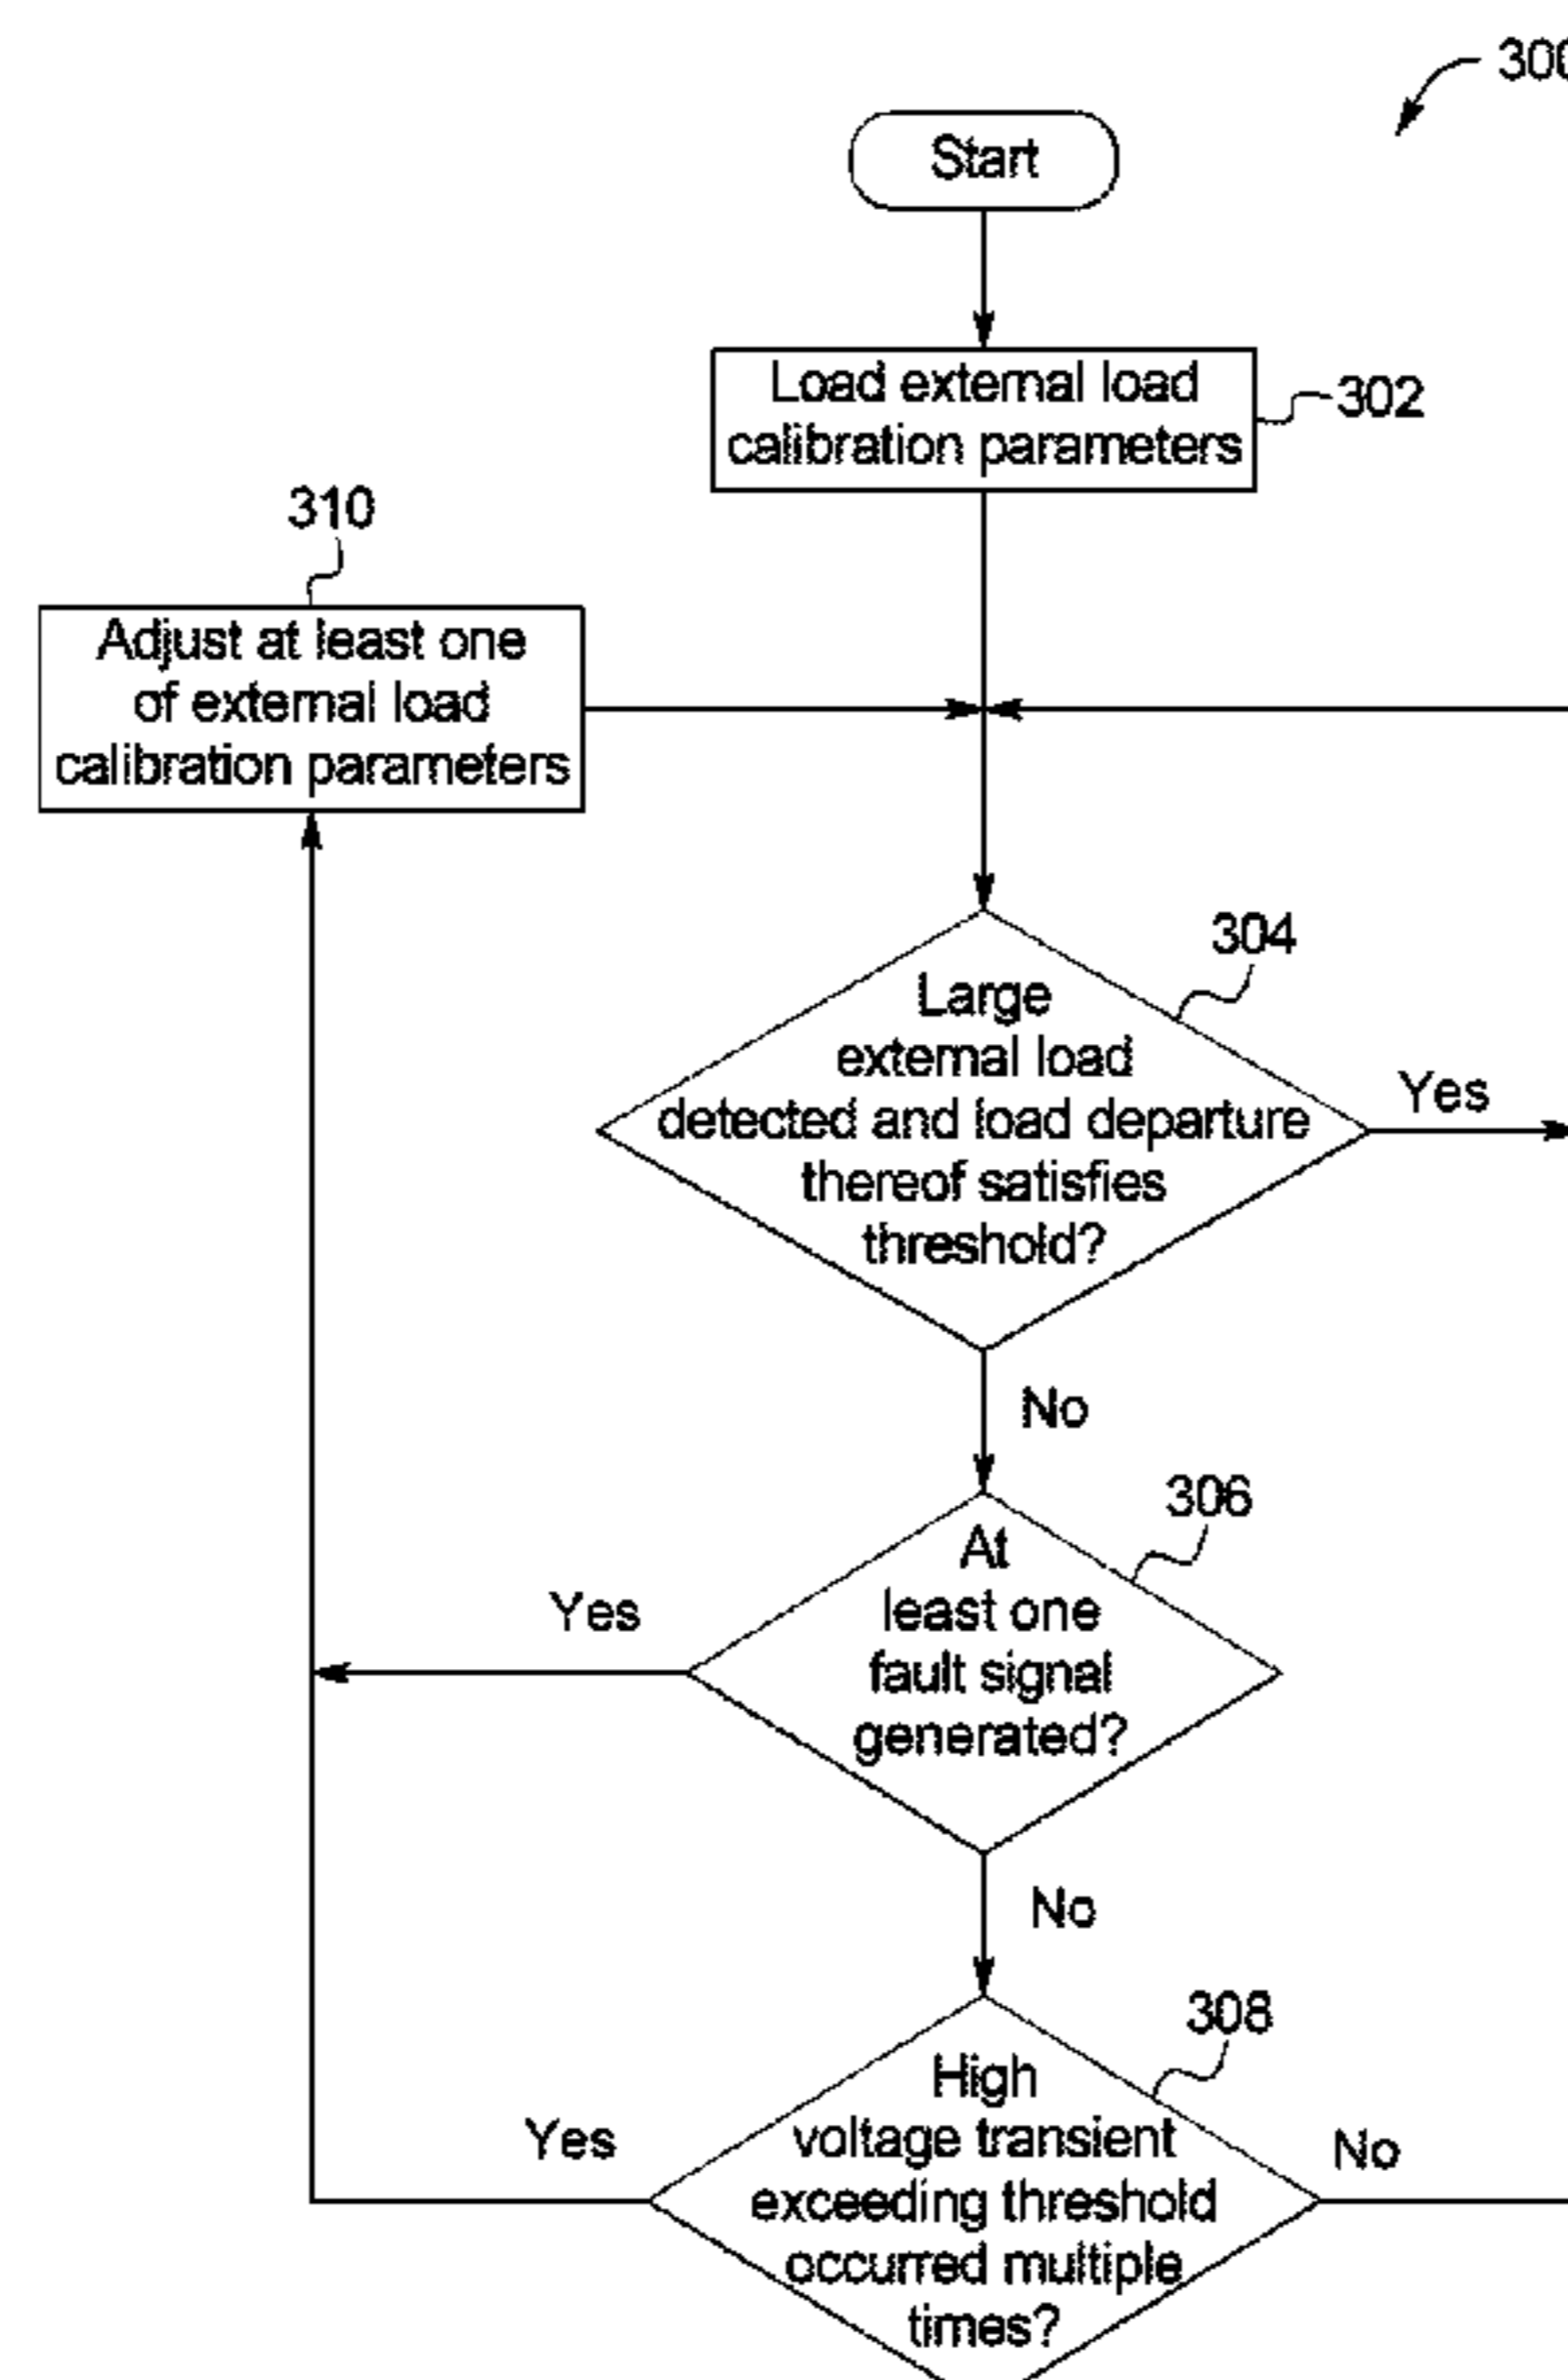 300
Start
Load external load
calibration parameters
302
310
Adjust at least one
of external load
calibration parameters
304
Large
external load
detected and load departure
thereof satisfies
threshold?
Yes
No
306
At
least one
fault signal
generated?
Yes
No
308
High
voltage transient
exceeding threshold
occurred multiple
times?
Yes
No